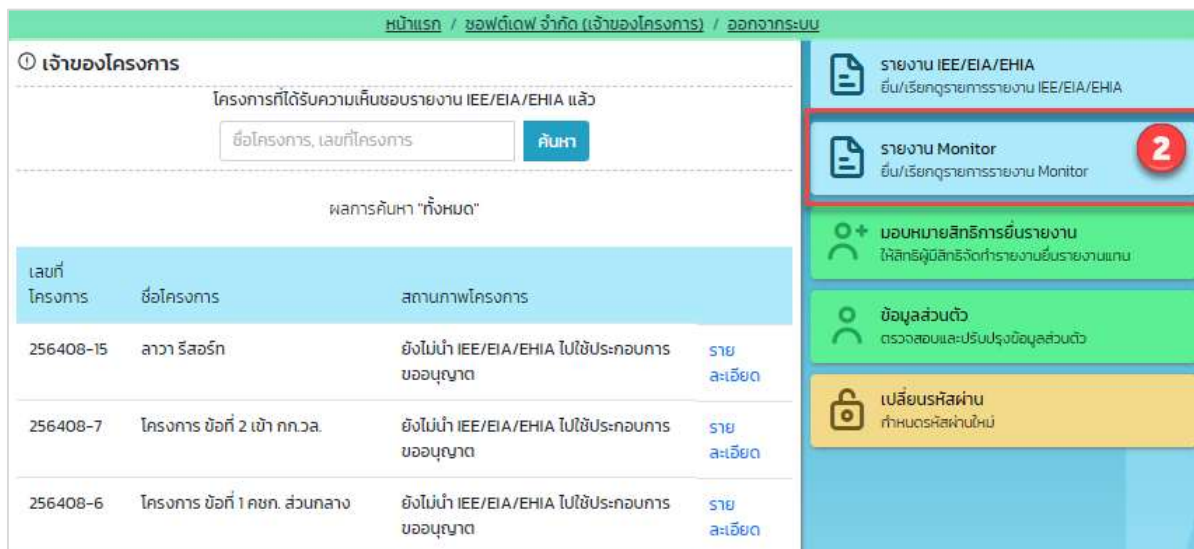 หน้าแรก / ซอฟต์เดฟ จำกัด (เจ้าของโครงการ) / ออกจากระบบ
เจ้าของโครงการ
โครงการที่ได้รับความเห็นชอบรายงาน IEE/EIA/EHIA แล้ว
ชื่อโครงการ, เลขที่โครงการ
ค้นหา
ผลการค้นหา "ทั้งหมด"
เลขที่
โครงการ ชื่อโครงการ สถานภาพโครงการ
256408-15 ลาวา รีสอร์ท ยังไม่นำ IEE/EIA/EHIA ไปใช้ประกอบการ ราย
ขออนุญาต ละเอียด
256408-7 โครงการ ข้อที่ 2 เข้า กก.วล. ยังไม่นำ IEE/EIA/EHIA ไปใช้ประกอบการ ราย
ขออนุญาต ละเอียด
256408-6 โครงการ ข้อที่ 1 คชก. ส่วนกลาง ยังไม่นำ IEE/EIA/EHIA ไปใช้ประกอบการ ราย
ขออนุญาต ละเอียด
รายงาน IEE/EIA/EHIA
ยื่น/เรียกดูรายการรายงาน IEE/EIA/EHIA
รายงาน Monitor
ยื่น/เรียกดูรายการรายงาน Monitor
2
มอบหมายสิทธิการยื่นรายงาน
ให้สิทธิผู้มีสิทธิจัดทำรายงานยื่นรายงานแทน
ข้อมูลส่วนตัว
ตรวจสอบและปรับปรุงข้อมูลส่วนตัว
เปลี่ยนรหัสผ่าน
กำหนดรหัสผ่านใหม่